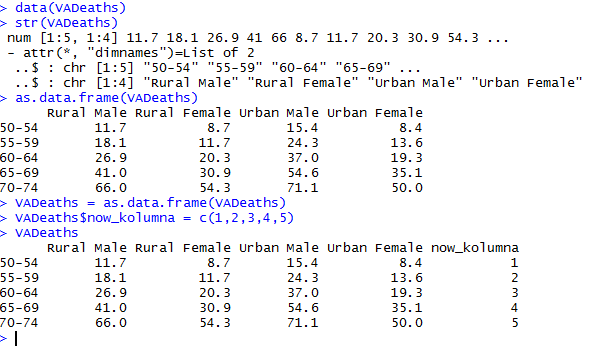 > data(VADeaths)
> str(VADeaths)
 num [1:5, 1:4] 11.7 18.1 26.9 41 66 8.7 11.7 20.3 30.9 54.3 ...
 - attr(*, "dimnames")=List of 2
  ..$ : chr [1:5] "50-54" "55-59" "60-64" "65-69" ...
  ..$ : chr [1:4] "Rural Male" "Rural Female" "Urban Male" "Urban Female"
> as.data.frame(VADeaths)
      Rural Male Rural Female Urban Male Urban Female
50-54       11.7          8.7       15.4          8.4
55-59       18.1         11.7       24.3         13.6
60-64       26.9         20.3       37.0         19.3
65-69       41.0         30.9       54.6         35.1
70-74       66.0         54.3       71.1         50.0
> VADeaths = as.data.frame(VADeaths)
> VADeaths$now_kolumna = c(1,2,3,4,5)
> VADeaths
      Rural Male Rural Female Urban Male Urban Female now_kolumna
50-54       11.7          8.7       15.4          8.4           1
55-59       18.1         11.7       24.3         13.6           2
60-64       26.9         20.3       37.0         19.3           3
65-69       41.0         30.9       54.6         35.1           4
70-74       66.0         54.3       71.1         50.0           5
>